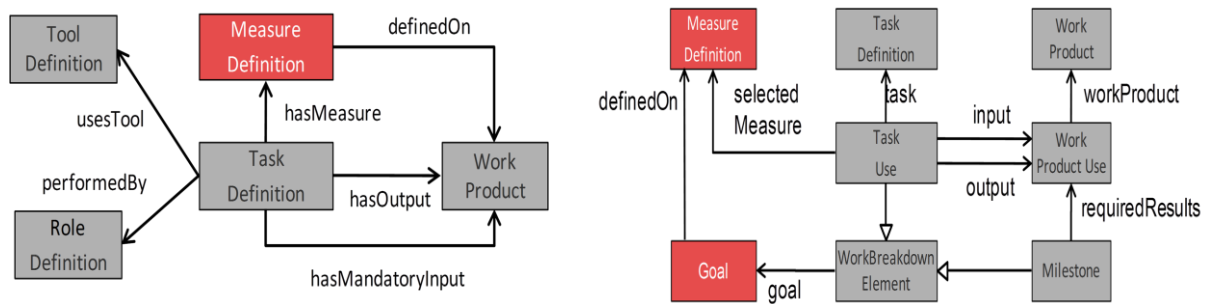 Tool
Definition
Measure
Definition
definedOn
usesTool
hasMeasure
performedBy
Task
Definition
hasOutput
Work
Product
Role
Definition
hasMandatoryInput
Measure
Definition
Task
Definition
Work
Product
definedOn
selected
Measure
task
workProduct
input
Task
Use
Work
Product Use
output
requiredResults
Goal
goal
WorkBreakdown
Element
Milestone